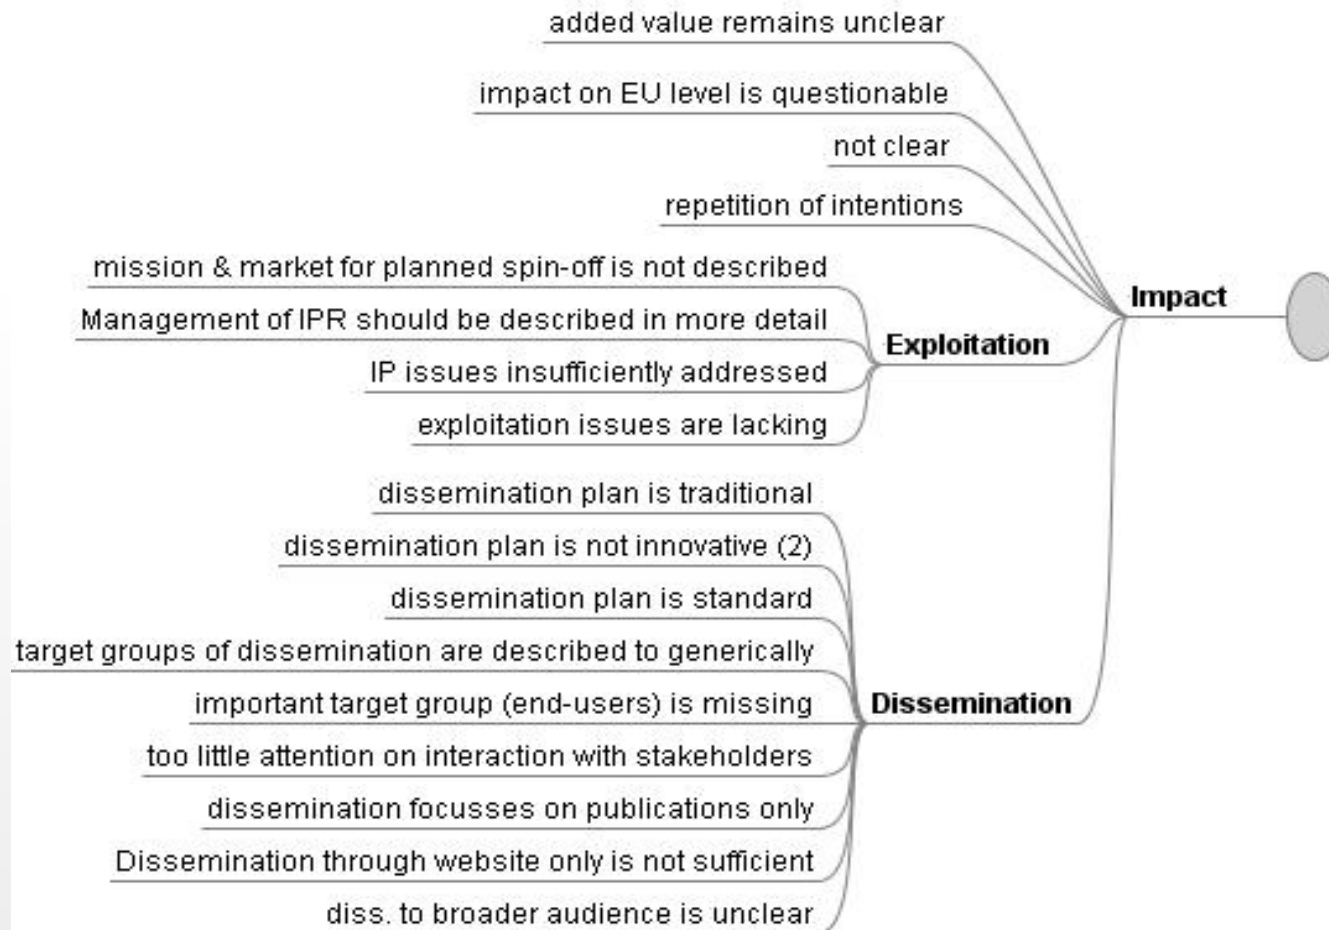 added value remains unclear
impact on EU level is questionable
not clear
repetition of intentions
Impact
mission & market for planned spin-off is not described
Management of IPR should be described in more detail
IP issues insufficiently addressed
exploitation issues are lacking
Exploitation
dissemination plan is traditional
dissemination plan is not innovative (2)
dissemination plan is standard
target groups of dissemination are described to generically
important target group (end-users) is missing
too little attention on interaction with stakeholders
dissemination focusses on publications only
Dissemination through website only is not sufficient
diss. to broader audience is unclear
Dissemination